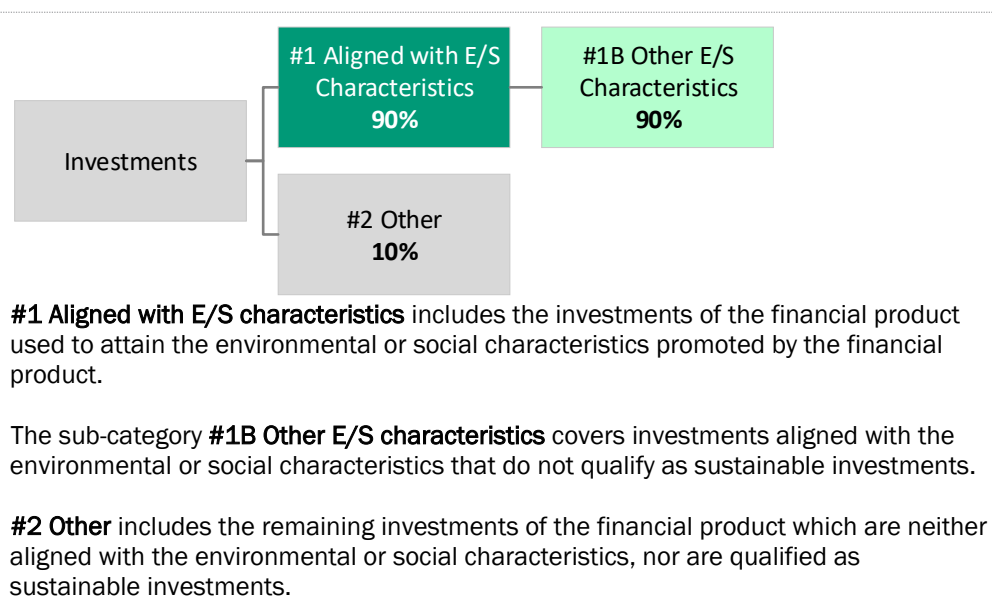 #1 Aligned with E/S
Characteristics
90%
#1B Other E/S
Characteristics
90%
Investments
#2 Other
10%
#1 Aligned with E/S characteristics includes the investments of the financial product
used to attain the environmental or social characteristics promoted by the financial
product.
The sub-category #1B Other E/S characteristics covers investments aligned with the
environmental or social characteristics that do not qualify as sustainable investments.
#2 Other includes the remaining investments of the financial product which are neither
aligned with the environmental or social characteristics, nor are qualified as
sustainable investments.